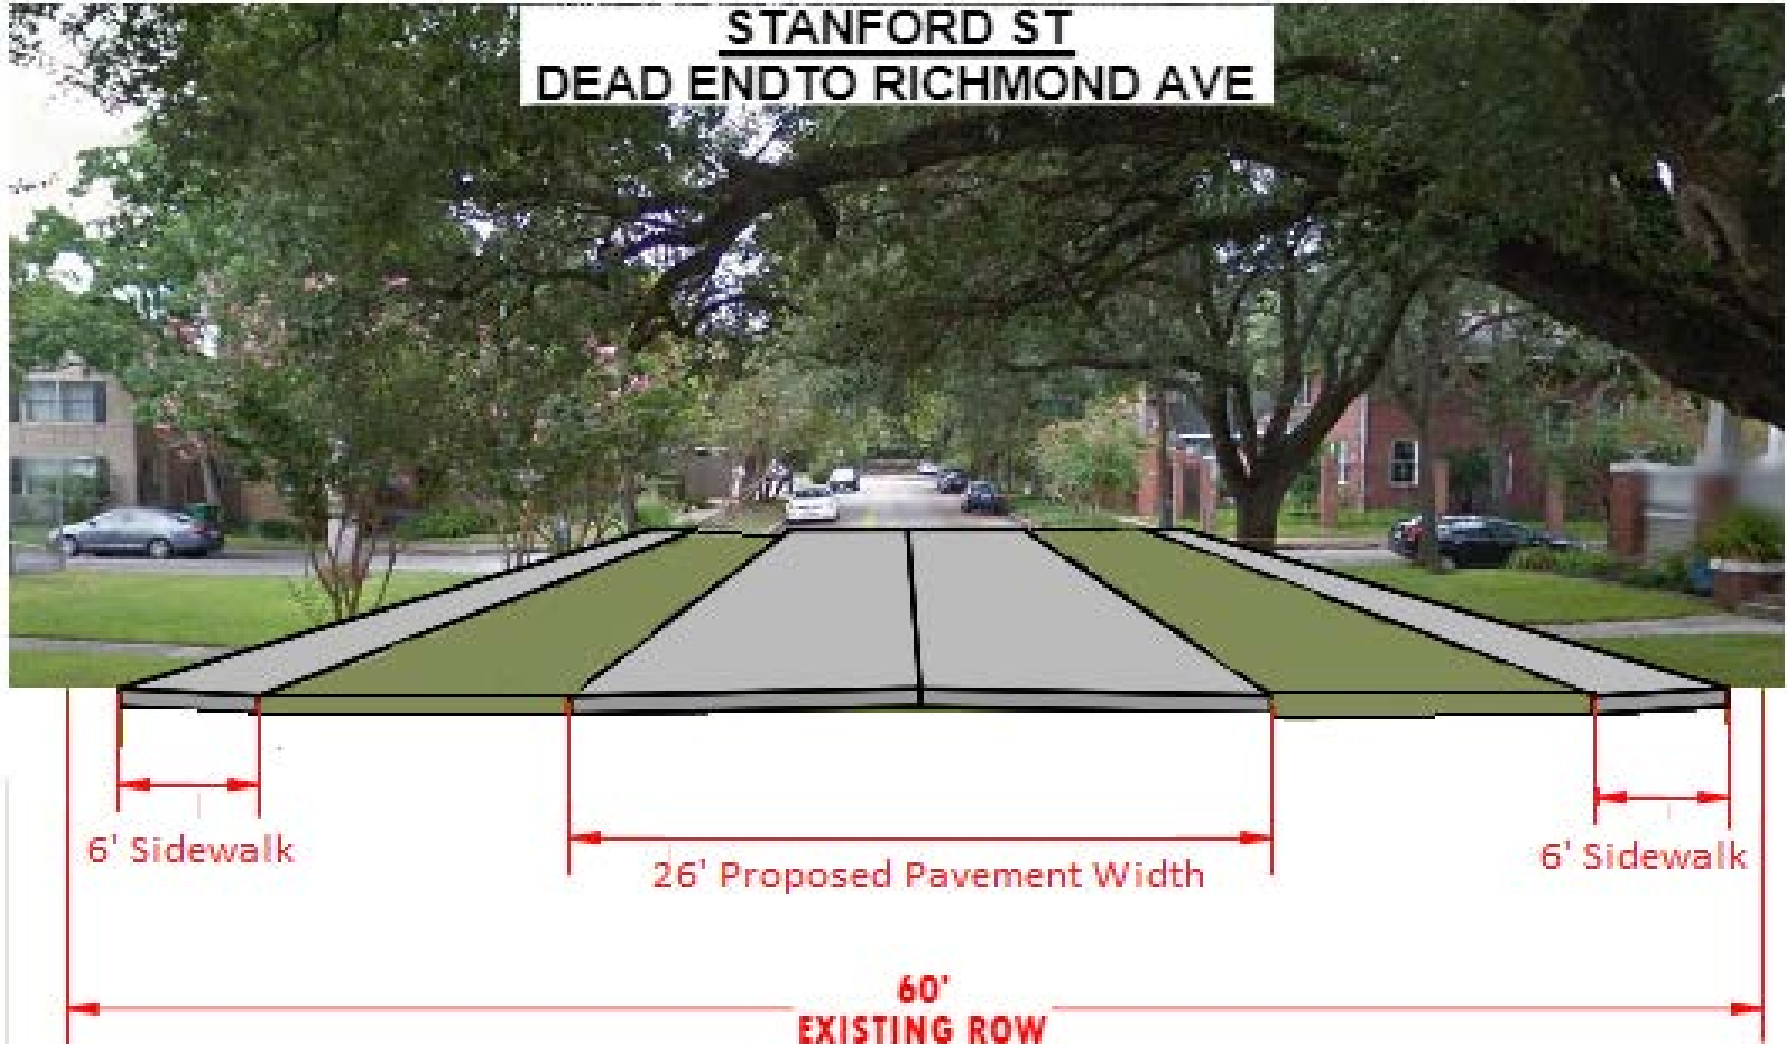 STANFORD ST
DEAD ENDTO RICHMOND AVE
6' Sidewalk
26' Proposed Pavement Width
6' Sidewalk
60'
EXISTING ROW